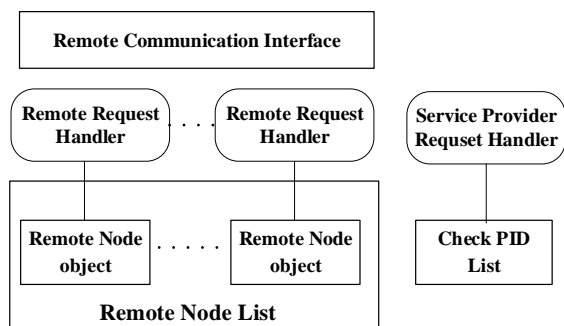 Remote Communication Interface
Remote Request
Handler
. . . .
Remote Request
Handler
Service Provider
Requset Handler
Remote Node
object
. . . . .
Remote Node
object
Check PID
List
Remote Node List